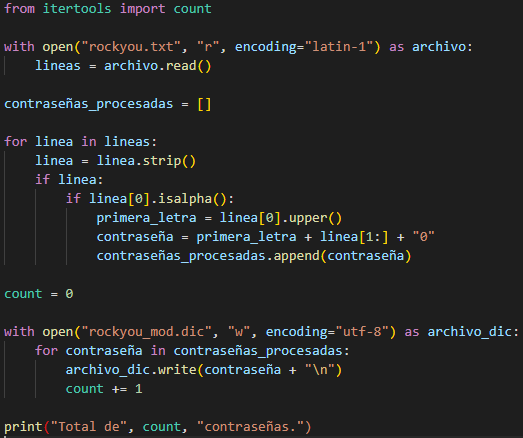 from itertools import count
with open("rockyou.txt", "r", encoding="latin-1") as archivo:
    lineas = archivo.read()
contraseñas_procesadas = []
for linea in lineas:
    linea = linea.strip()
    if linea:
        if linea[0].isalpha():
            primera_letra = linea[0].upper()
            contraseña = primera_letra + linea[1:] + "0"
            contraseñas_procesadas.append(contraseña)
count = 0
with open("rockyou_mod.dic", "w", encoding="utf-8") as archivo_dic:
    for contraseña in contraseñas_procesadas:
        archivo_dic.write(contraseña + "\n")
        count += 1
print("Total de", count, "contraseñas.")